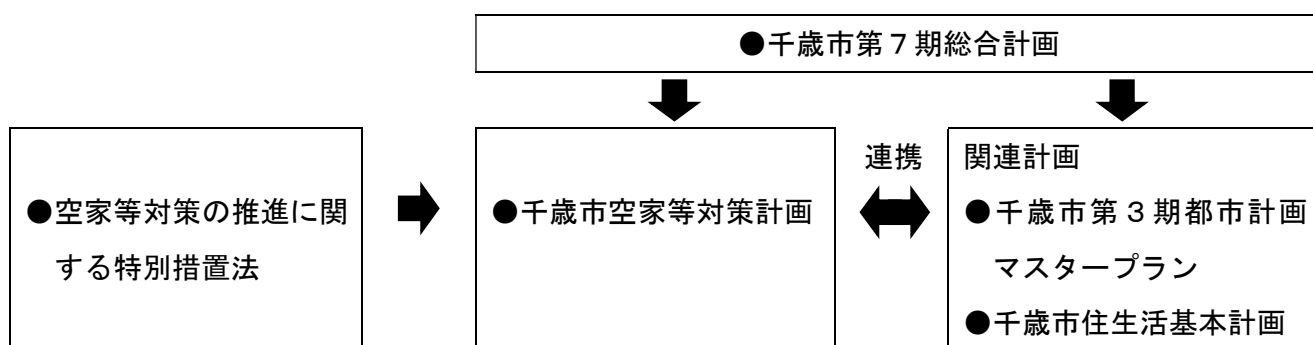 ●千歳市第７期総合計画
●空家等対策の推進に関
する特別措置法
●千歳市空家等対策計画
連携
関連計画
●千歳市第３期都市計画
マスタープラン
●千歳市住生活基本計画